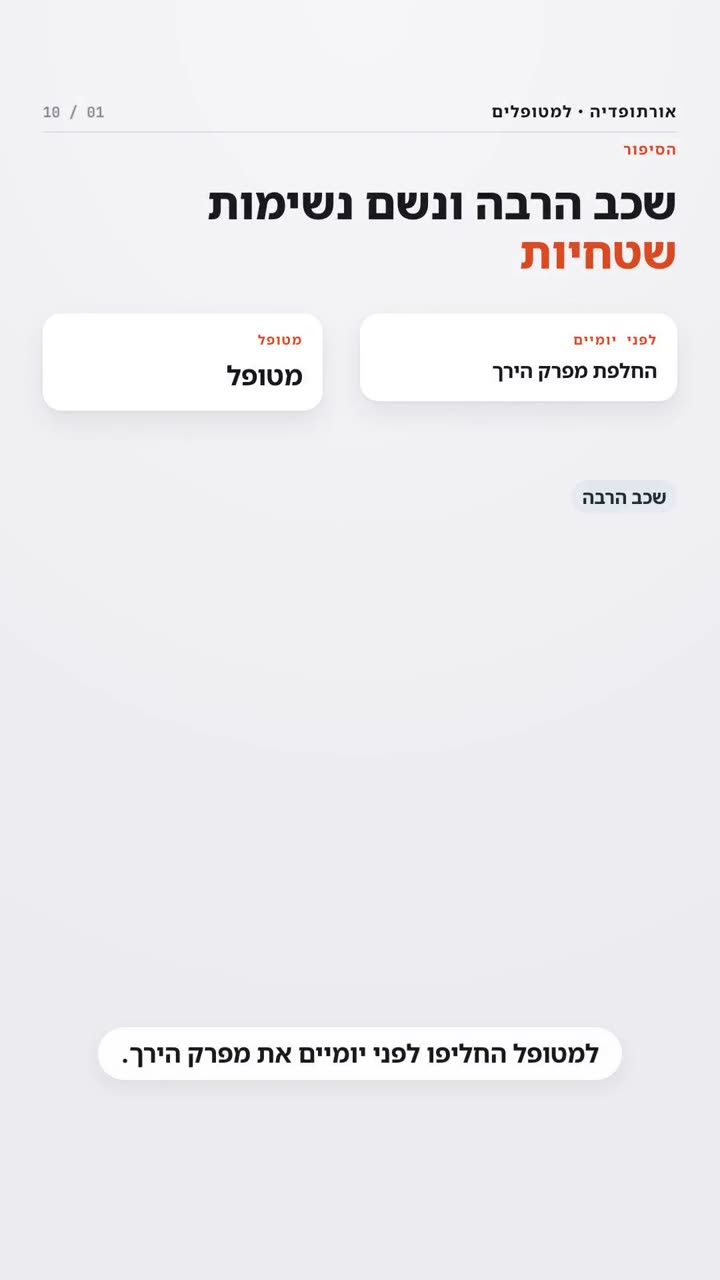 אורתופדיה • למטופלים
01 / 10
הסיפור
שכב הרבה ונשם נשימות
שטחיות
לפני יומיים
החלפת מפרק הירך
מטופל
מטופל
שכב הרבה
למטופל החליפו לפני יומיים את מפרק הירך.